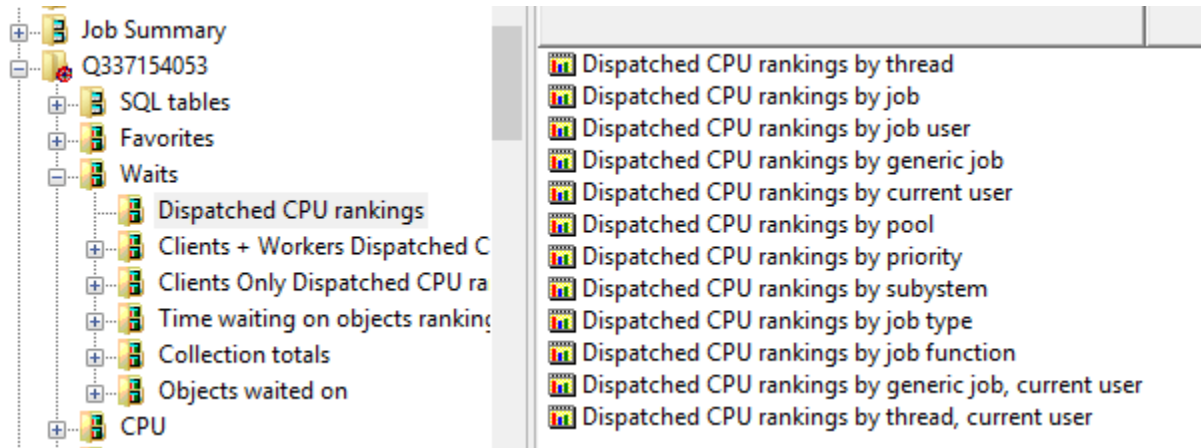 Job Summary
Q337154053
SQL tables
Favorites
Waits
Dispatched CPU rankings
Clients + Workers Dispatched C
Clients Only Dispatched CPU ra
Time waiting on objects ranking
Collection totals
Objects waited on
CPU
Dispatched CPU rankings by thread
Dispatched CPU rankings by job
Dispatched CPU rankings by job user
Dispatched CPU rankings by generic job
Dispatched CPU rankings by current user
Dispatched CPU rankings by pool
Dispatched CPU rankings by priority
Dispatched CPU rankings by subystem
Dispatched CPU rankings by job type
Dispatched CPU rankings by job function
Dispatched CPU rankings by generic job, current user
Dispatched CPU rankings by thread, current user